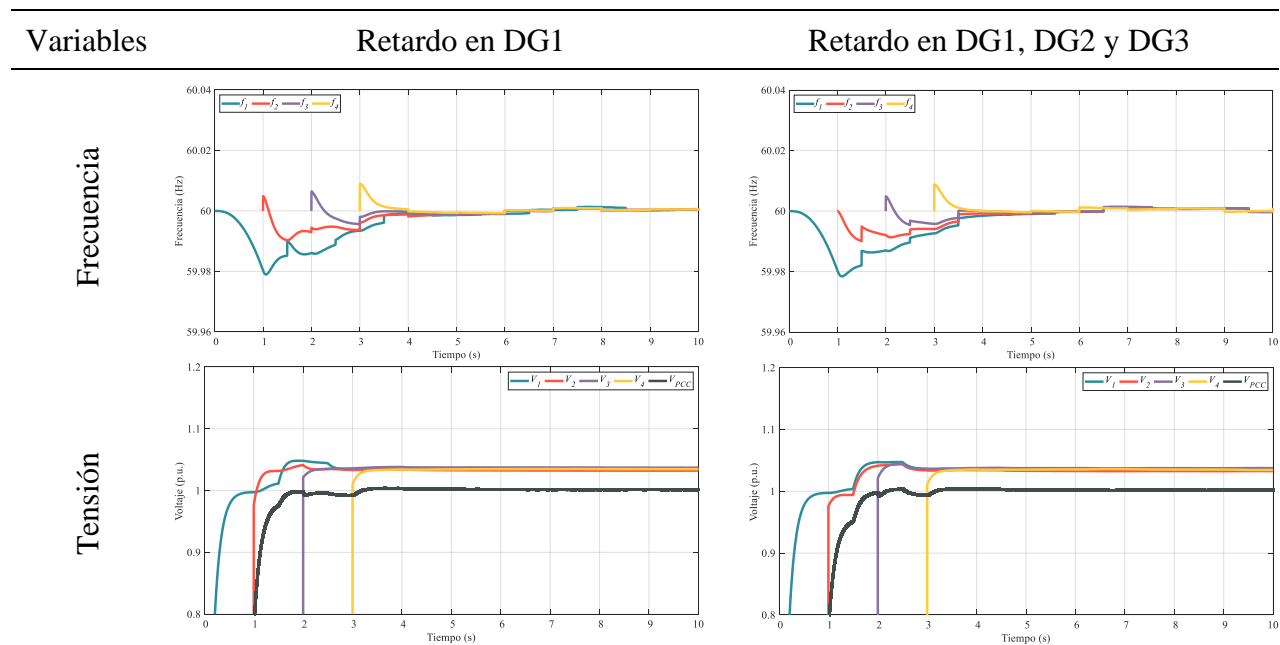 Variables Retardo en DG1 Retardo en DG1, DG2 y DG3
Frecuencia
60.04
60.02
60
59.98
59.96
Frecuencia (Hz)
f1 f2 f3 f4
0 1 2 3 4 5 6 7 8 9 10
Tiempo (s)
60.04
60.02
60
59.98
59.96
Frecuencia (Hz)
f1 f2 f3 f4
0 1 2 3 4 5 6 7 8 9 10
Tiempo (s)
Tensión
1.2
1.1
1
0.9
0.8
Voltaje (p.u.)
V1 V2 V3 V4 VPCC
0 1 2 3 4 5 6 7 8 9 10
Tiempo (s)
1.2
1.1
1
0.9
0.8
Voltaje (p.u.)
V1 V2 V3 V4 VPCC
0 1 2 3 4 5 6 7 8 9 10
Tiempo (s)